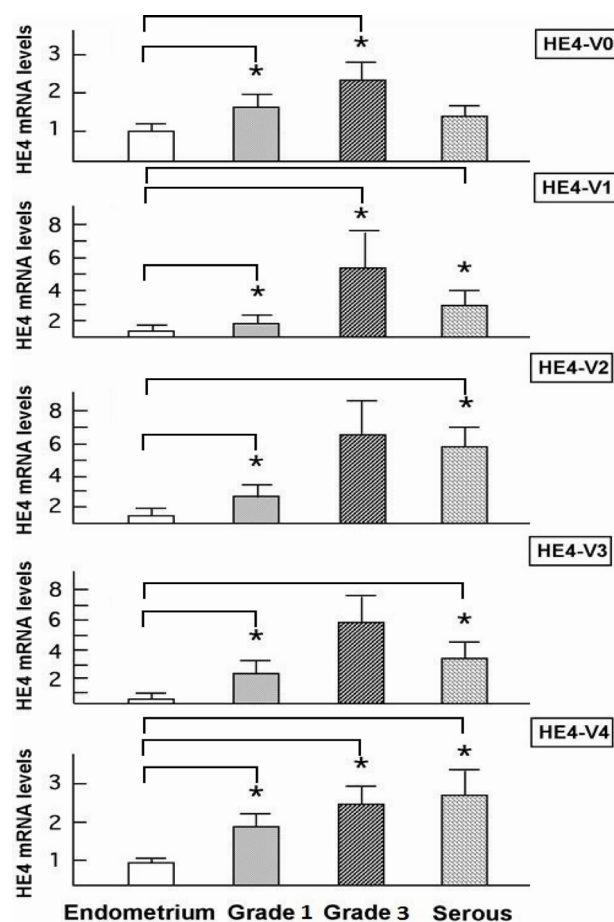 HE4-V0
HE4 mRNA levels
3
2
1
*
*
HE4-V1
HE4 mRNA levels
8
6
4
2
*
*
*
HE4-V2
HE4 mRNA levels
8
6
4
2
*
*
HE4-V3
HE4 mRNA levels
8
6
4
2
*
*
HE4-V4
HE4 mRNA levels
3
2
1
*
*
*
Endometrium Grade 1 Grade 3 Serous